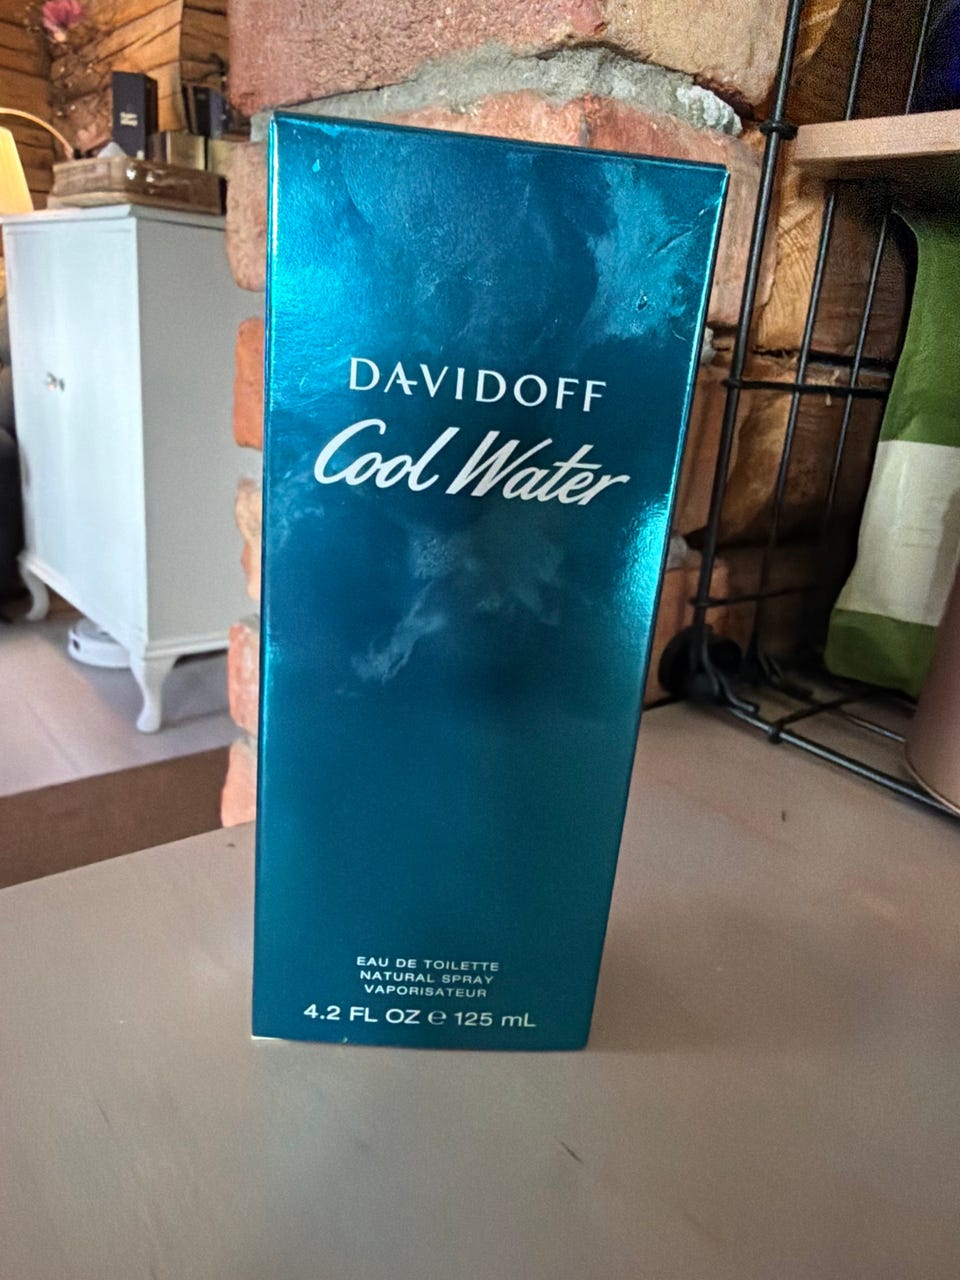 DAVIDOFF
Cool Water
EAU DE TOILETTE
NATURAL SPRAY
VAPORISATEUR
4.2 FL OZ ℮ 125 mL